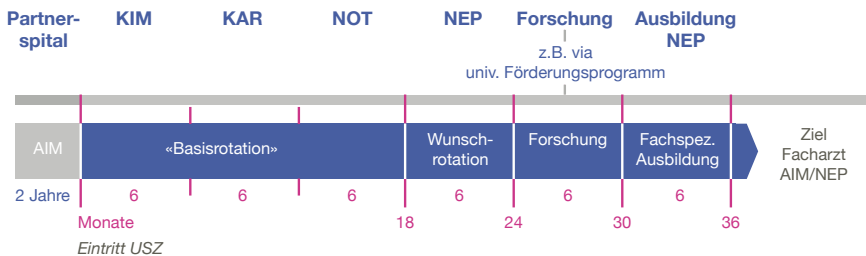 Partner-
spital
KIM
KAR
NOT
NEP
Forschung
Ausbildung
NEP
z.B. via
univ. Förderungsprogramm
AIM
«Basisrotation»
Wunsch-
rotation
Forschung
Fachspez.
Ausbildung
Ziel
Facharzt
AIM/NEP
2 Jahre
6
6
6
6
6
6
Monate
18
24
30
36
Eintritt USZ